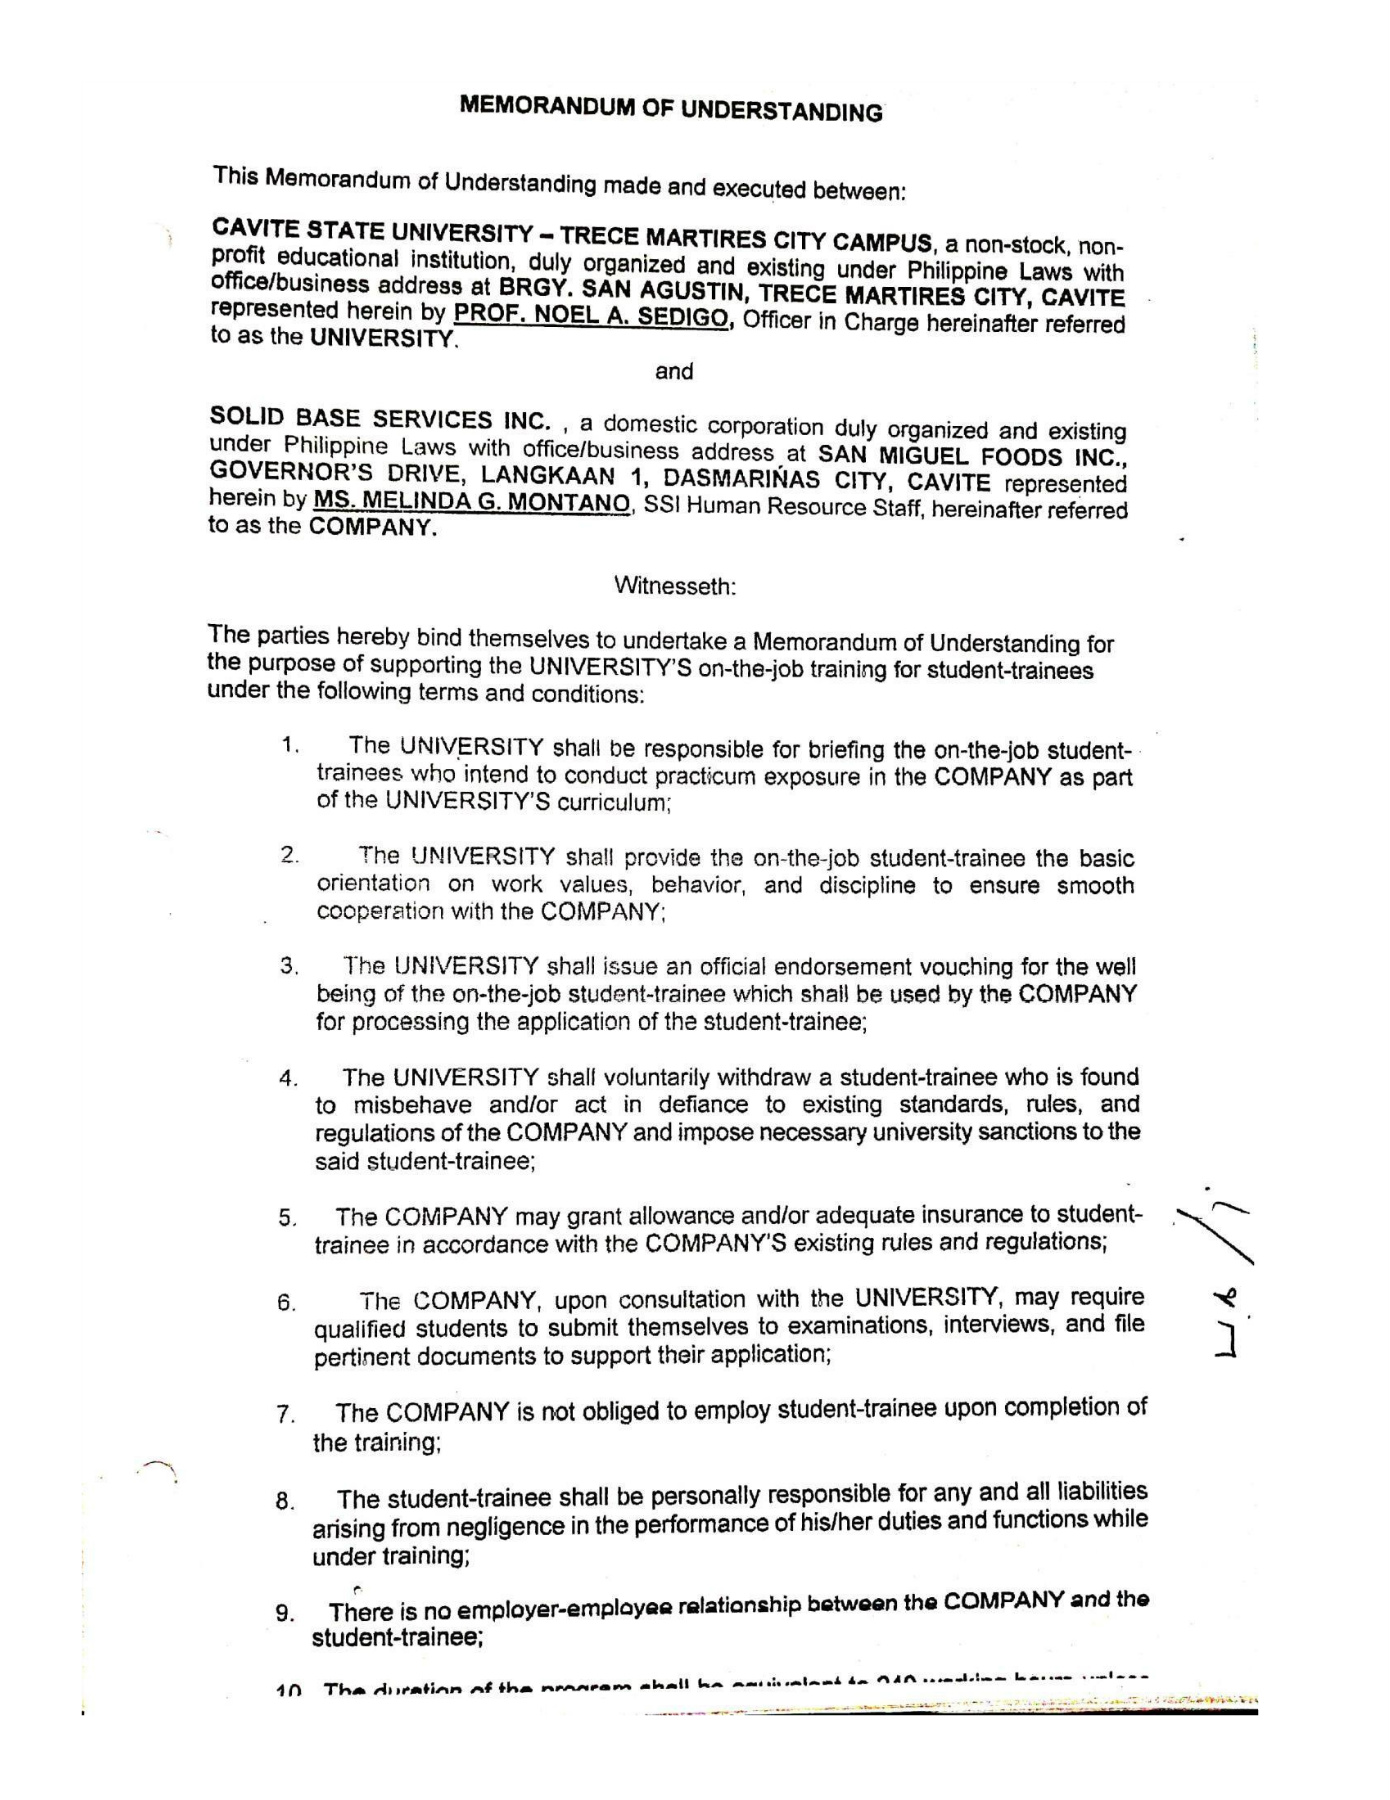 MEMORANDUM OF UNDERSTANDING
This Memorandum of Understanding made and executed between:
CAVITE STATE UNIVERSITY – TRECE MARTIRES CITY CAMPUS, a non-stock, non-
profit educational institution, duly organized and existing under Philippine Laws with
office/business address at BRGY. SAN AGUSTIN, TRECE MARTIRES CITY, CAVITE
represented herein by PROF. NOEL A. SEDIGO, Officer in Charge hereinafter referred
to as the UNIVERSITY.
and
SOLID BASE SERVICES INC. , a domestic corporation duly organized and existing
under Philippine Laws with office/business address at SAN MIGUEL FOODS INC.,
GOVERNOR'S DRIVE, LANGKAAN 1, DASMARIÑAS CITY, CAVITE represented
herein by MS. MELINDA G. MONTANO, SSI Human Resource Staff, hereinafter referred
to as the COMPANY.
Witnesseth:
The parties hereby bind themselves to undertake a Memorandum of Understanding for
the purpose of supporting the UNIVERSITY'S on-the-job training for student-trainees
under the following terms and conditions:
1. The UNIVERSITY shall be responsible for briefing the on-the-job student-
trainees who intend to conduct practicum exposure in the COMPANY as part
of the UNIVERSITY'S curriculum;
2. The UNIVERSITY shall provide the on-the-job student-trainee the basic
orientation on work values, behavior, and discipline to ensure smooth
cooperation with the COMPANY;
3. The UNIVERSITY shall issue an official endorsement vouching for the well
being of the on-the-job student-trainee which shall be used by the COMPANY
for processing the application of the student-trainee;
4. The UNIVERSITY shall voluntarily withdraw a student-trainee who is found
to misbehave and/or act in defiance to existing standards, rules, and
regulations of the COMPANY and impose necessary university sanctions to the
said student-trainee;
5. The COMPANY may grant allowance and/or adequate insurance to student-
trainee in accordance with the COMPANY'S existing rules and regulations;
6. The COMPANY, upon consultation with the UNIVERSITY, may require
qualified students to submit themselves to examinations, interviews, and file
pertinent documents to support their application;
7. The COMPANY is not obliged to employ student-trainee upon completion of
the training;
8. The student-trainee shall be personally responsible for any and all liabilities
arising from negligence in the performance of his/her duties and functions while
under training;
9. There is no employer-employee relationship between the COMPANY and the
student-trainee;
10 The duration of the program shall be equivalent to 240 working hours unless